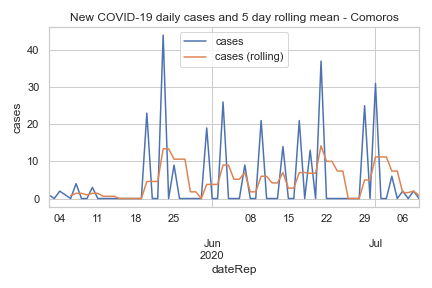 New COVID-19 daily cases and 5 day rolling mean - Comoros
cases
cases (rolling)
cases
40
30
20
10
0
04 11 18 25 08 15 22 29 06
Jun Jul
2020
dateRep